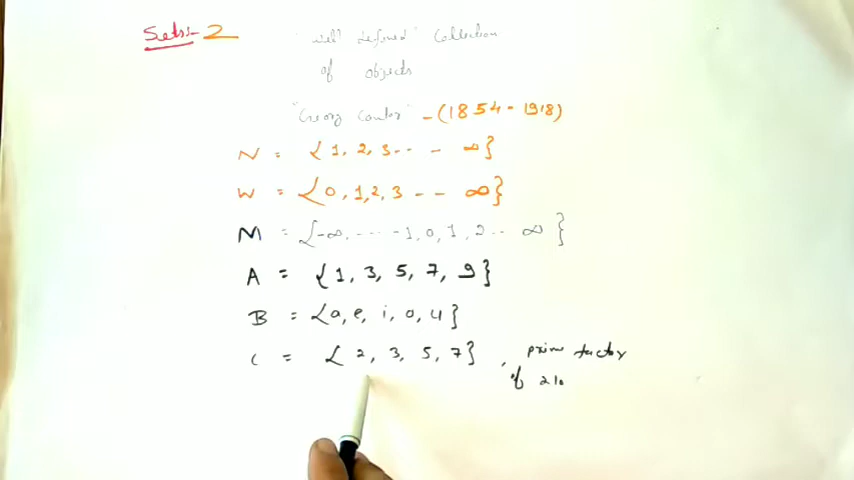 Sets:- 2 "well defined" collection
of objects
"Georg Cantor" - (1854 - 1918)
N = {1, 2, 3 -- - ∞}
W = {0, 1, 2, 3 -- - ∞}
M = {-∞, --- -1, 0, 1, 2 -- ∞}
A = {1, 3, 5, 7, 9}
B = {a, e, i, o, u}
C = {2, 3, 5, 7}, prime factor
of 210